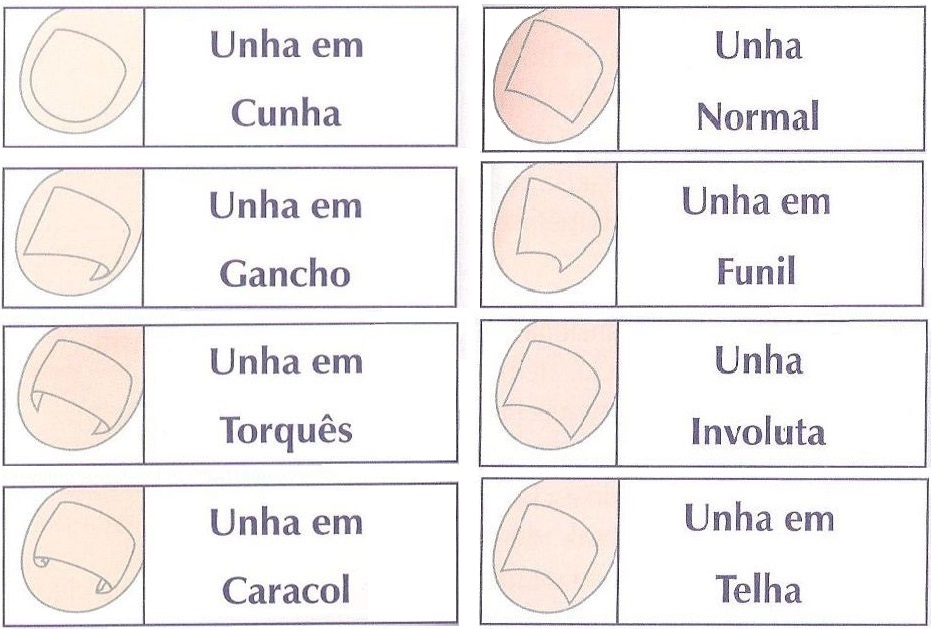 Unha em
Cunha
Unha
Normal
Unha em
Gancho
Unha em
Funil
Unha em
Torquês
Unha
Involuta
Unha em
Caracol
Unha em
Telha